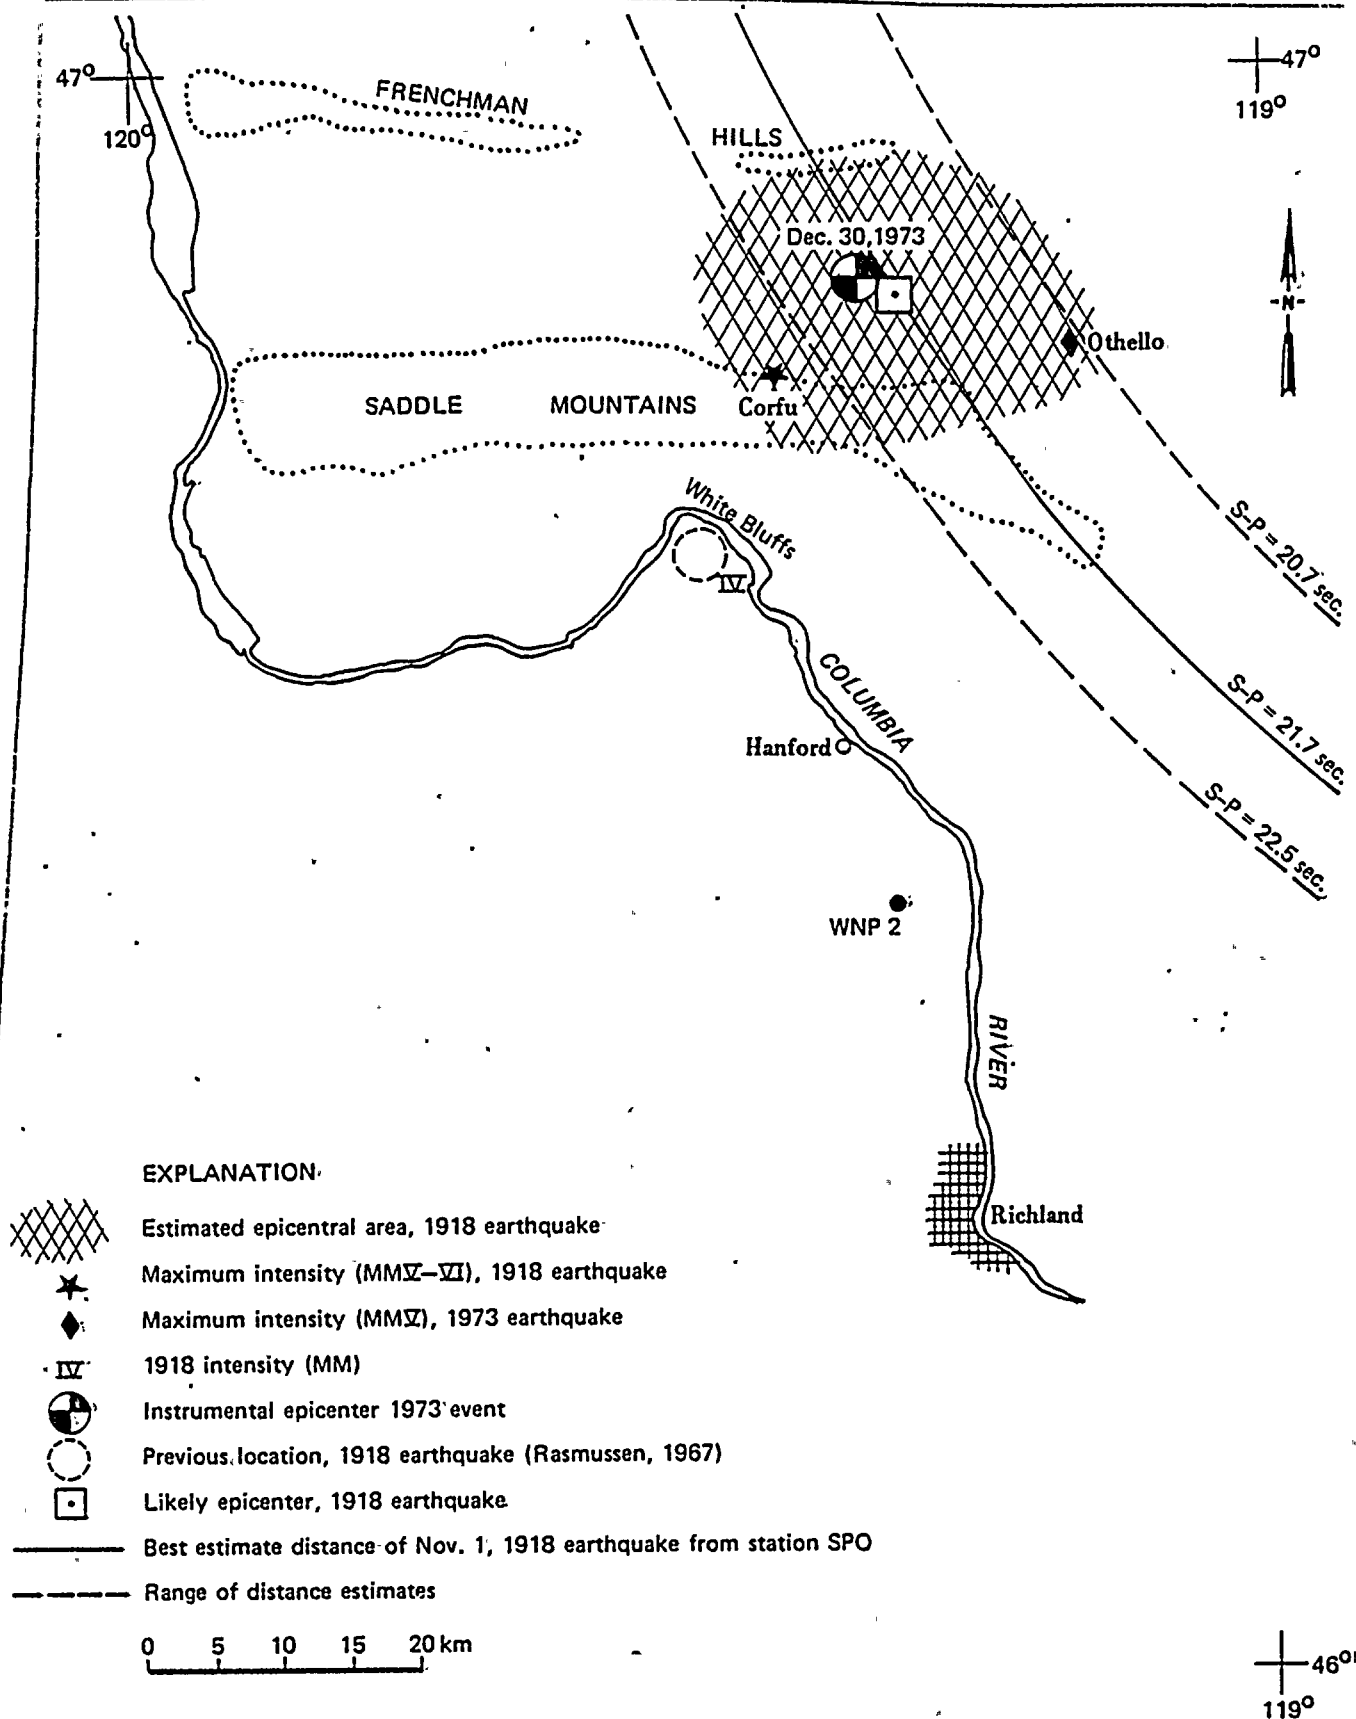 47°
120°
FRENCHMAN
HILLS
47°
119°
Dec. 30, 1973
N
Othello
SADDLE MOUNTAINS
Corfu
White Bluffs
IV
S-P = 20.7 sec.
S-P = 21.7 sec.
S-P = 22.5 sec.
COLUMBIA
Hanford
WNP 2
RIVER
Richland
EXPLANATION
Estimated epicentral area, 1918 earthquake
Maximum intensity (MMV–VI), 1918 earthquake
Maximum intensity (MMV), 1973 earthquake
IV 1918 intensity (MM)
Instrumental epicenter 1973 event
Previous location, 1918 earthquake (Rasmussen, 1967)
Likely epicenter, 1918 earthquake
Best estimate distance of Nov. 1, 1918 earthquake from station SPO
Range of distance estimates
0 5 10 15 20 km
46°
119°